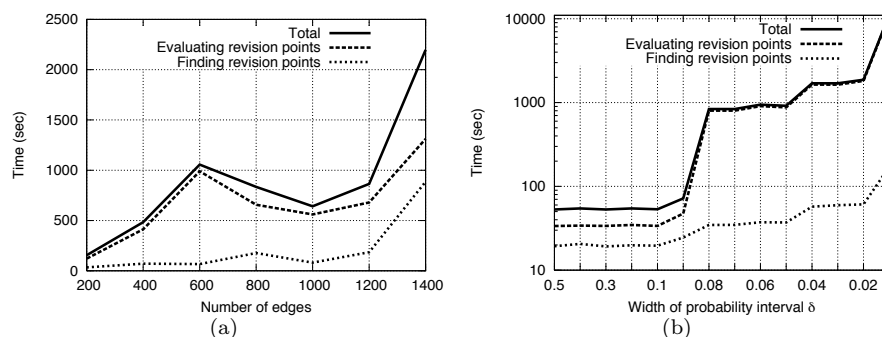 2500
2000
1500
1000
500
0
Time (sec)
Total
Evaluating revision points
Finding revision points
200 400 600 800 1000 1200 1400
Number of edges
(a)
10000
1000
100
10
Time (sec)
Total
Evaluating revision points
Finding revision points
0.5 0.3 0.1 0.08 0.06 0.04 0.02
Width of probability interval δ
(b)